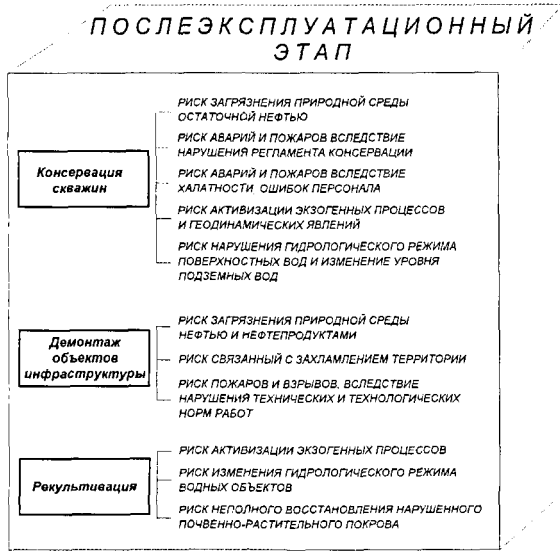 ПОСЛЕЭКСПЛУАТАЦИОННЫЙ
ЭТАП
Консервация
скважин
РИСК ЗАГРЯЗНЕНИЯ ПРИРОДНОЙ СРЕДЫ
ОСТАТОЧНОЙ НЕФТЬЮ
РИСК АВАРИЙ И ПОЖАРОВ ВСЛЕДСТВИЕ
НАРУШЕНИЯ РЕГЛАМЕНТА КОНСЕРВАЦИИ
РИСК АВАРИЙ И ПОЖАРОВ ВСЛЕДСТВИЕ
ХАЛАТНОСТИ, ОШИБОК ПЕРСОНАЛА
РИСК АКТИВИЗАЦИИ ЭКЗОГЕННЫХ ПРОЦЕССОВ
И ГЕОДИНАМИЧЕСКИХ ЯВЛЕНИЙ
РИСК НАРУШЕНИЯ ГИДРОЛОГИЧЕСКОГО РЕЖИМА
ПОВЕРХНОСТНЫХ ВОД И ИЗМЕНЕНИЕ УРОВНЯ
ПОДЗЕМНЫХ ВОД
Демонтаж
объектов
инфраструктуры
РИСК ЗАГРЯЗНЕНИЯ ПРИРОДНОЙ СРЕДЫ
НЕФТЬЮ И НЕФТЕПРОДУКТАМИ
РИСК СВЯЗАННЫЙ С ЗАХЛАМЛЕНИЕМ ТЕРРИТОРИИ
РИСК ПОЖАРОВ И ВЗРЫВОВ, ВСЛЕДСТВИЕ
НАРУШЕНИЯ ТЕХНИЧЕСКИХ И ТЕХНОЛОГИЧЕСКИХ
НОРМ РАБОТ
Рекультивация
РИСК АКТИВИЗАЦИИ ЭКЗОГЕННЫХ ПРОЦЕССОВ
РИСК ИЗМЕНЕНИЯ ГИДРОЛОГИЧЕСКОГО РЕЖИМА
ВОДНЫХ ОБЪЕКТОВ
РИСК НЕПОЛНОГО ВОССТАНОВЛЕНИЯ НАРУШЕННОГО
ПОЧВЕННО-РАСТИТЕЛЬНОГО ПОКРОВА